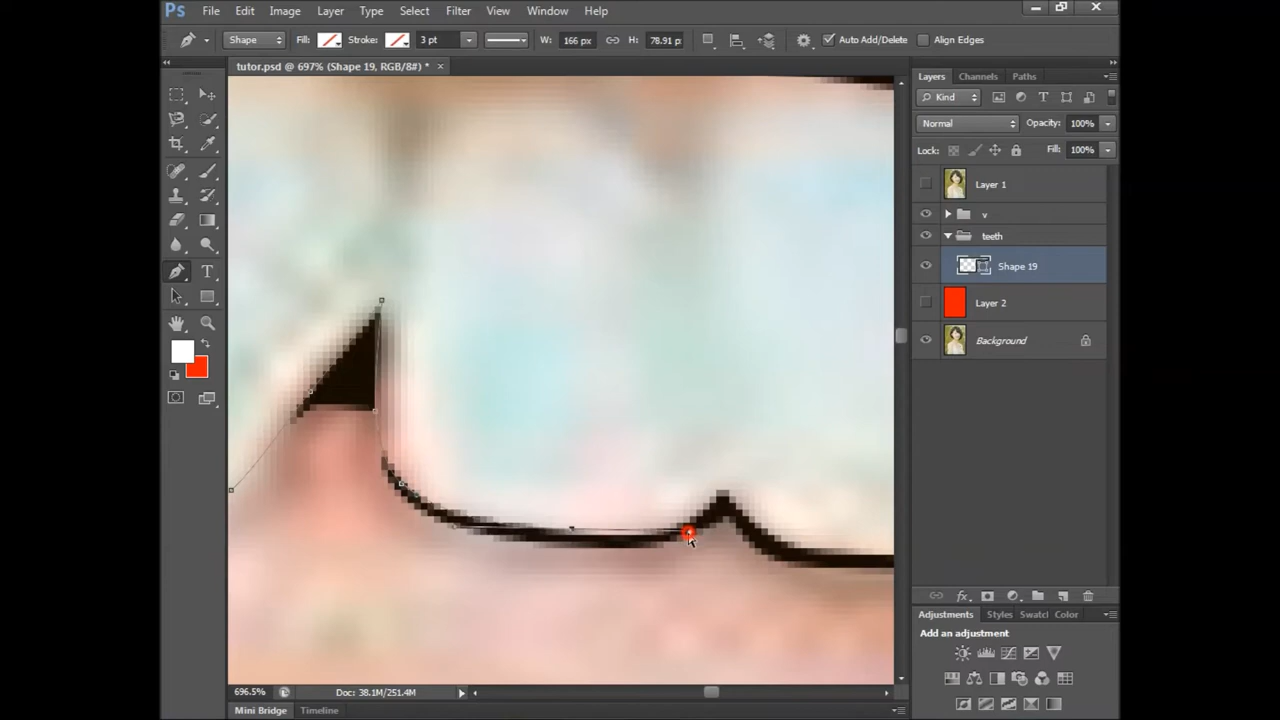 Ps File Edit Image Layer Type Select Filter View Window Help
Shape Fill: Stroke: 3 pt W: 166 px H: 78.91 p Auto Add/Delete Align Edges
tutor.psd @ 697% (Shape 19, RGB/8#) * ×
Layers Channels Paths
Kind T
Normal Opacity: 100%
Lock: Fill: 100%
Layer 1
v
teeth
Shape 19
Layer 2
Background
T
fx
Adjustments Styles Swatcl Color
Add an adjustment
696.5% Doc: 38.1M/251.4M
Mini Bridge Timeline